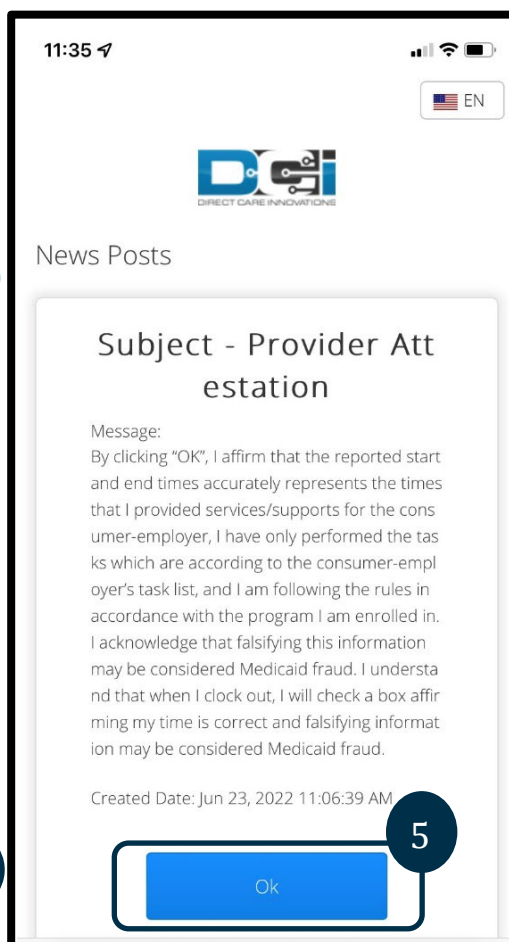 11:35
EN
DCi
DIRECT CARE INNOVATIONS
News Posts
Subject - Provider Att
estation
Message:
By clicking “OK”, I affirm that the reported start
and end times accurately represents the times
that I provided services/supports for the cons
umer-employer, I have only performed the tas
ks which are according to the consumer-empl
oyer’s task list, and I am following the rules in
accordance with the program I am enrolled in.
I acknowledge that falsifying this information
may be considered Medicaid fraud. I understa
nd that when I clock out, I will check a box affir
ming my time is correct and falsifying informat
ion may be considered Medicaid fraud.
Created Date: Jun 23, 2022 11:06:39 AM
5
Ok